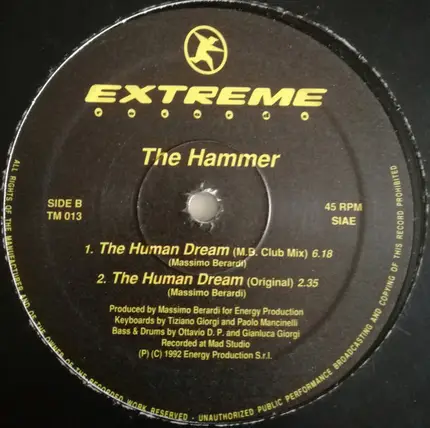 EXTREME
RECORDS
The Hammer
SIDE B
TM 013
45 RPM
SIAE
1. The Human Dream (M.B. Club Mix) 6.18
(Massimo Berardi)
2. The Human Dream (Original) 2.35
(Massimo Berardi)
Produced by Massimo Berardi for Energy Production
Keyboards by Tiziano Giorgi and Paolo Mancinelli
Bass & Drums by Ottavio D. P. and Gianluca Giorgi
Recorded at Mad Studio
(P) (C) 1992 Energy Production S.r.l.
ALL RIGHTS OF THE MANUFACTURER AND OF THE OWNER OF THE RECORDED WORK RESERVED - UNAUTHORIZED PUBLIC PERFORMANCE BROADCASTING AND COPYING OF THIS RECORD PROHIBITED